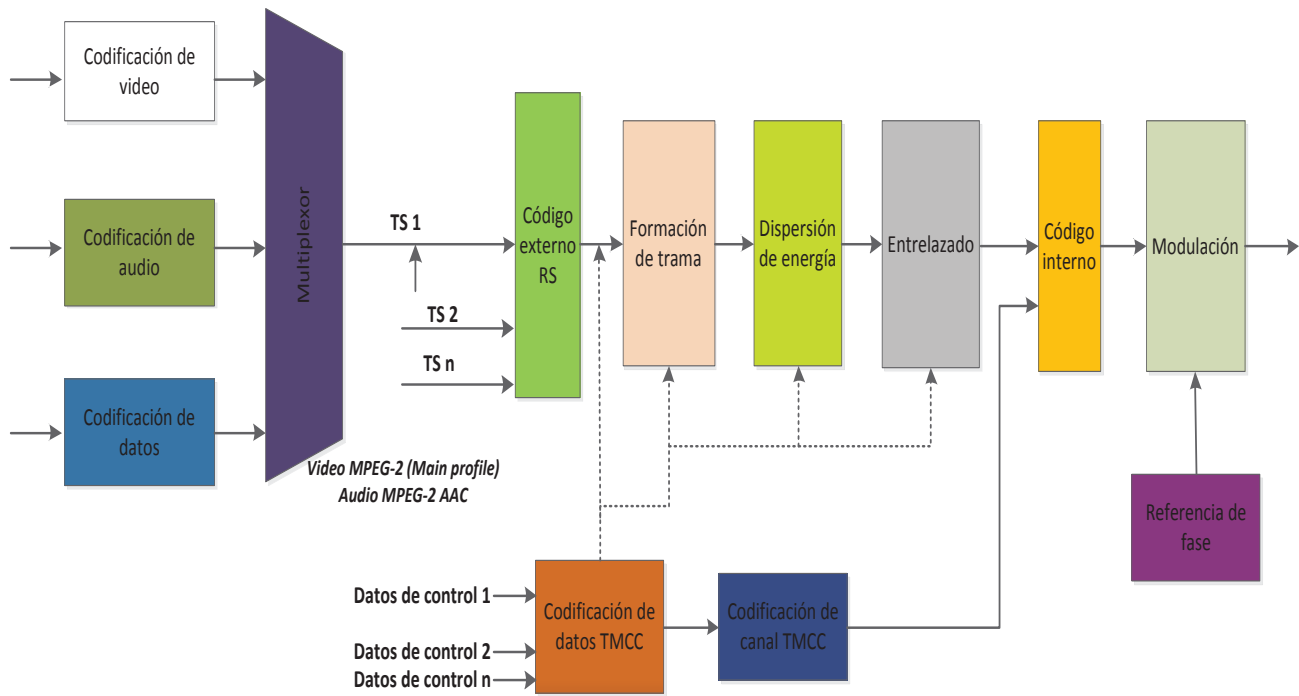 Codificación de
video
Codificación de
audio
Codificación de
datos
Multiplexor
Video MPEG-2 (Main profile)
Audio MPEG-2 AAC
TS 1
TS 2
TS n
Código
externo
RS
Formación
de trama
Dispersión
de energía
Entrelazado
Código
interno
Modulación
Referencia de
fase
Datos de control 1
Datos de control 2
Datos de control n
Codificación de
datos TMCC
Codificación de
canal TMCC